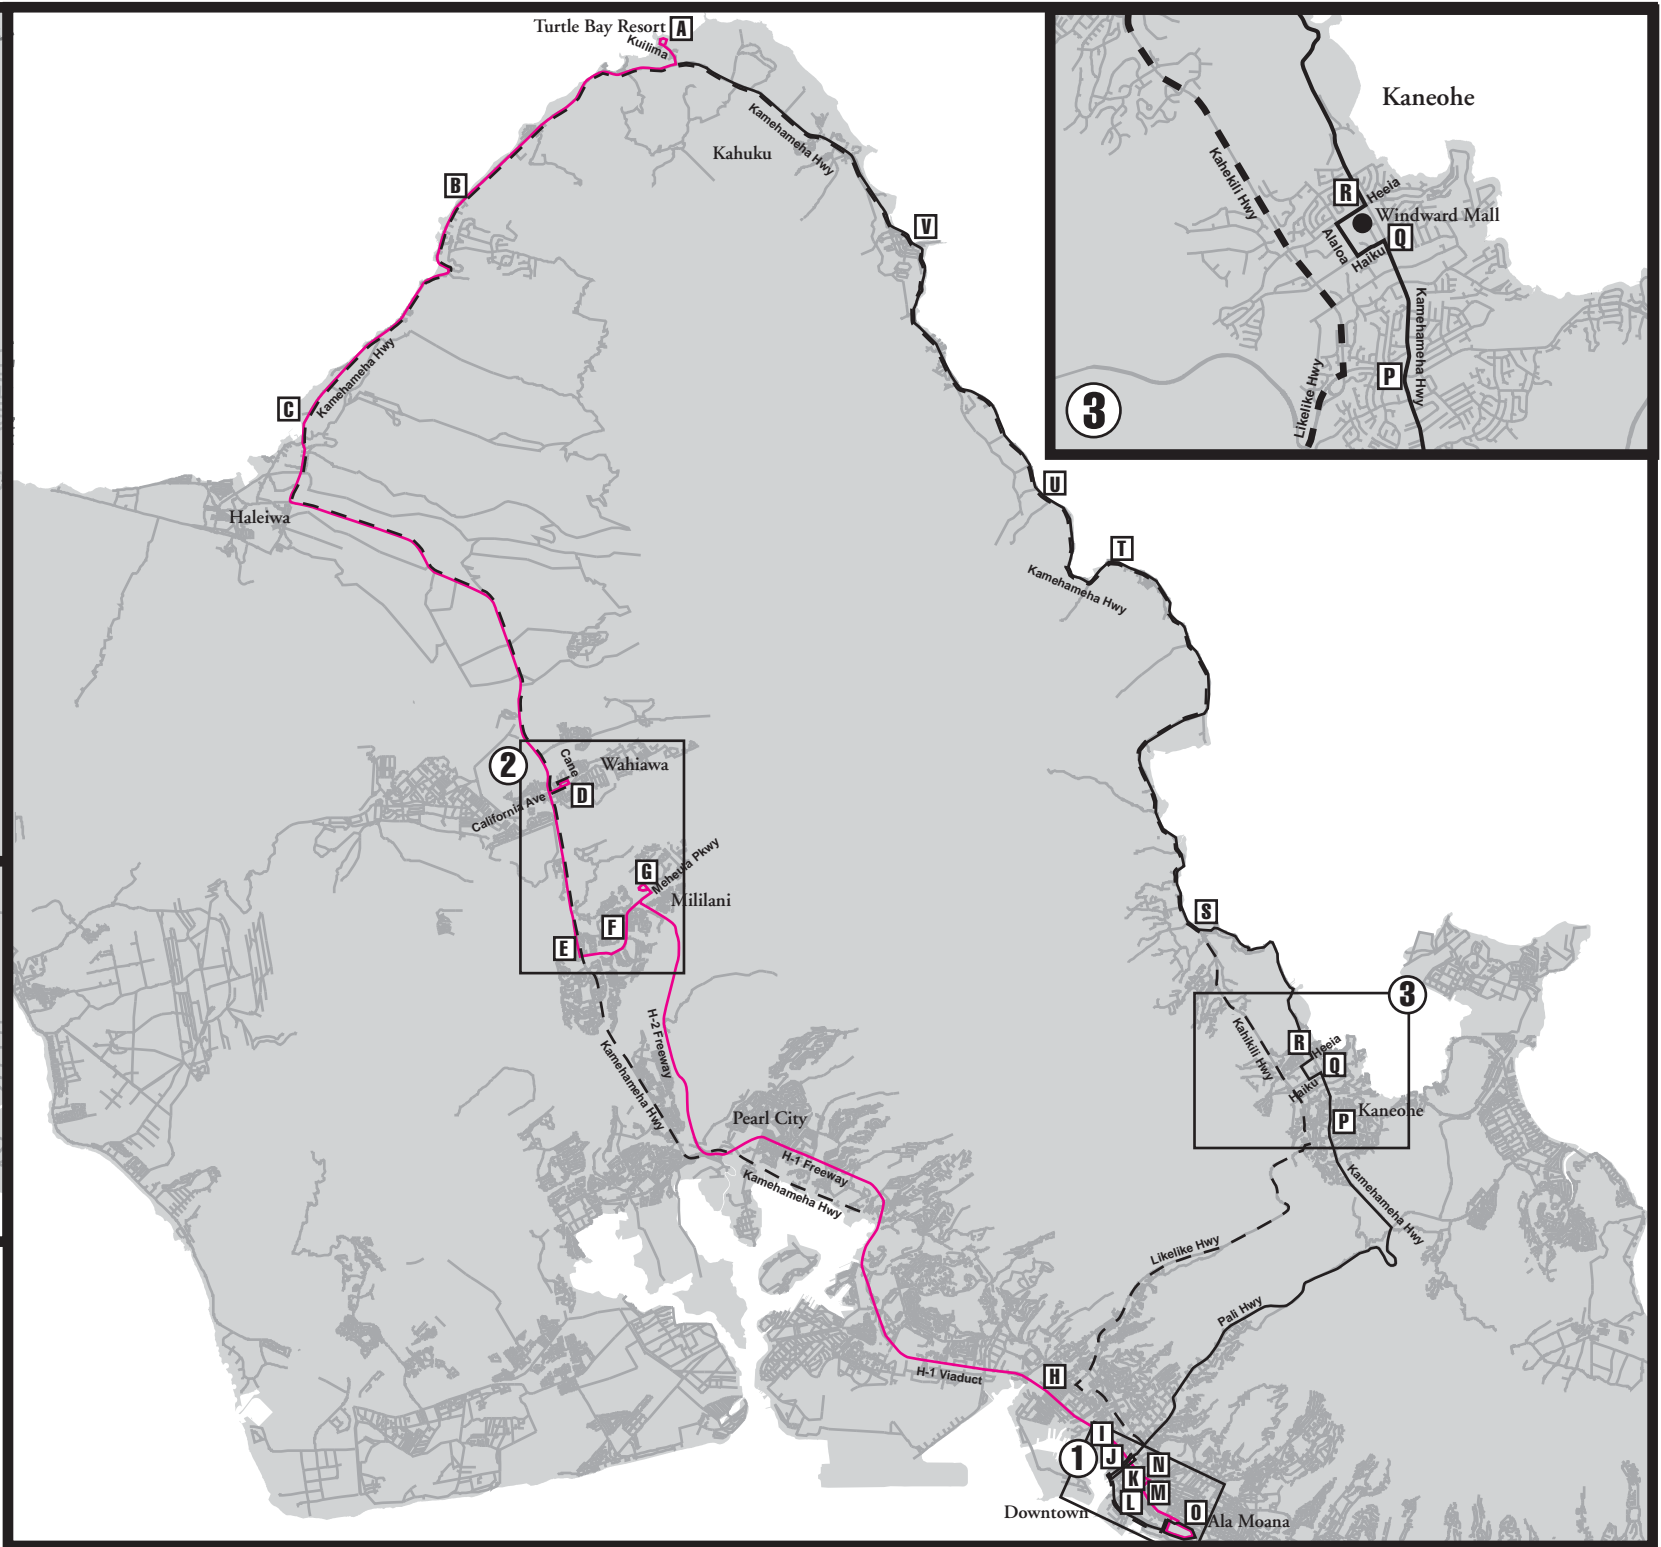 Turtle Bay Resort
A
Kuilima
Kamehameha Hwy
Kahuku
B
V
Kamehameha Hwy
C
Haleiwa
U
T
Kamehameha Hwy
2
Cane
Wahiawa
D
California Ave
G
Meheula Pkwy
Mililani
F
E
H-2 Freeway
Kamehameha Hwy
Pearl City
H-1 Freeway
Kamehameha Hwy
S
3
Kahikili Hwy
R
Heeia
Q
Haiku
P
Kaneohe
Kamehameha Hwy
Likelike Hwy
Pali Hwy
H-1 Viaduct
H
I
1
J
N
K
M
L
O
Downtown
Ala Moana
Kaneohe
Kahekili Hwy
R
Heeia
Windward Mall
Q
Alaloa
Haiku
Kamehameha Hwy
P
Likelike Hwy
3